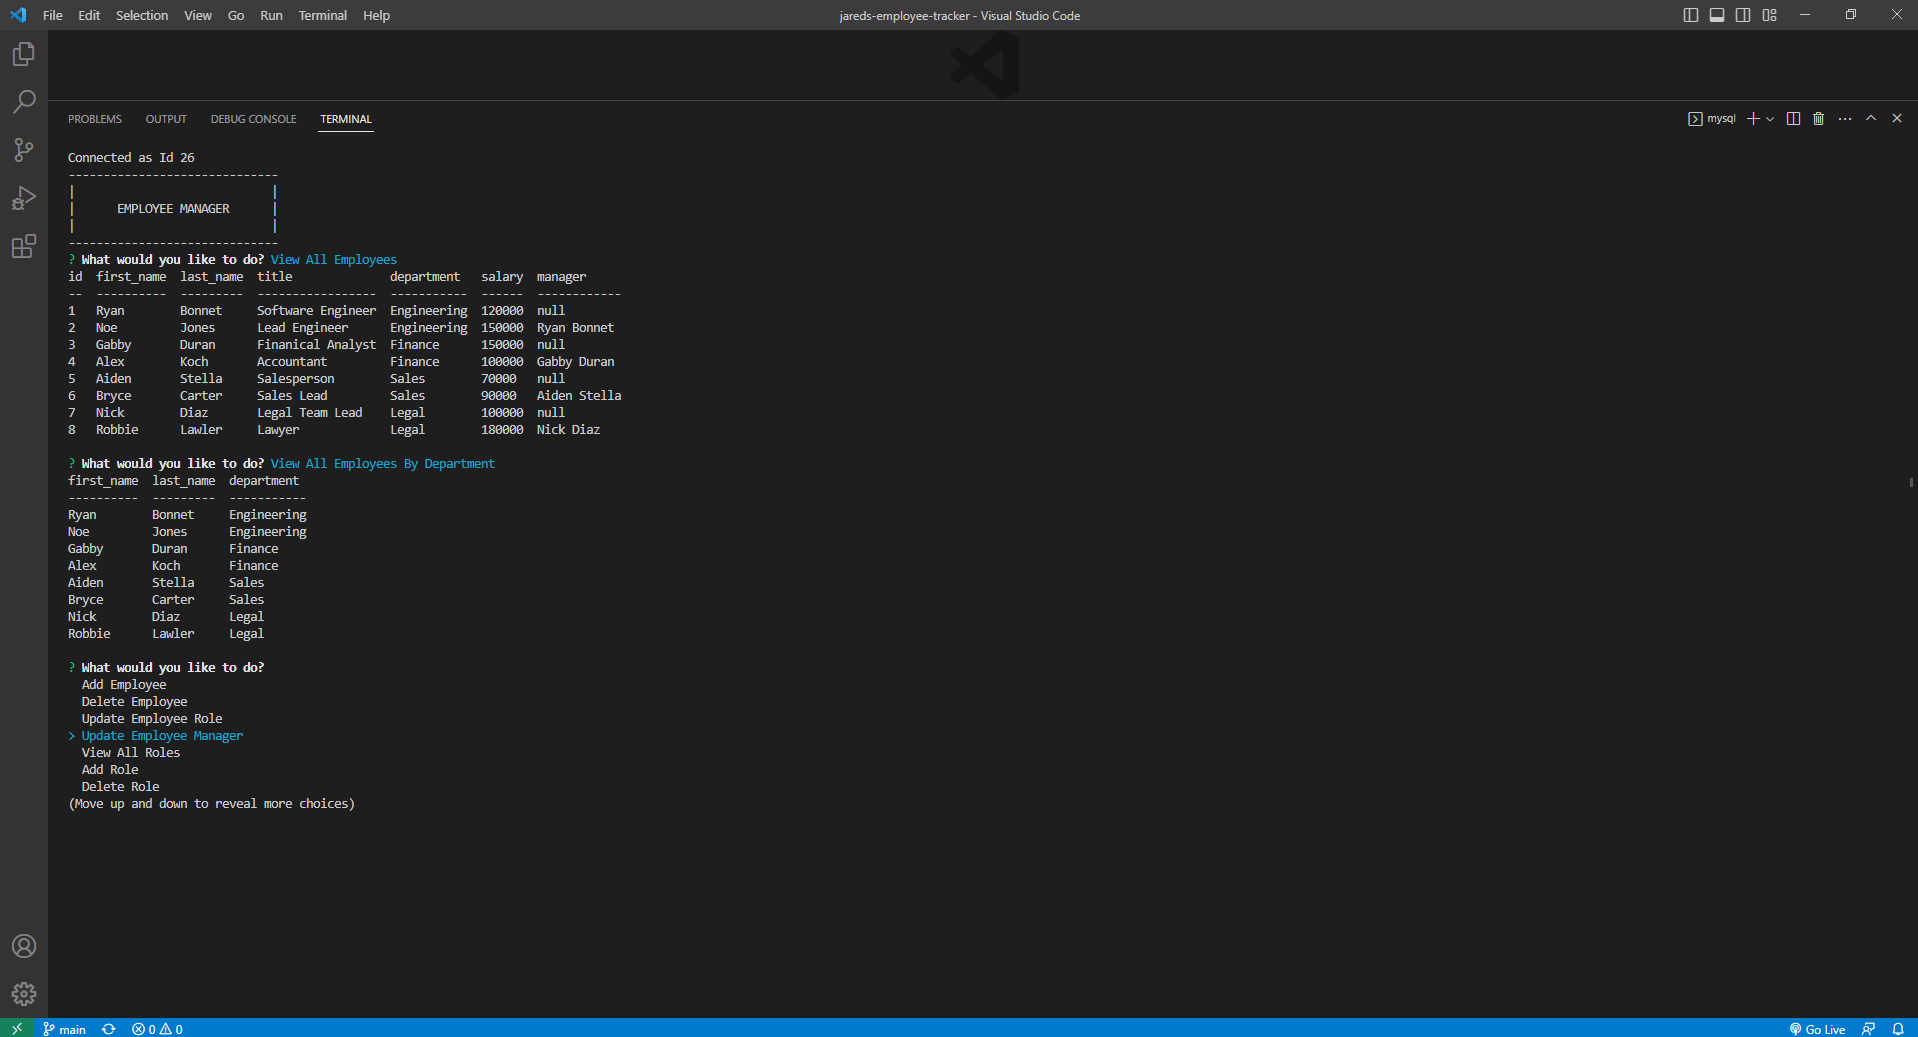 File Edit Selection View Go Run Terminal Help jareds-employee-tracker - Visual Studio Code
PROBLEMS OUTPUT DEBUG CONSOLE TERMINAL mysql
Connected as Id 26
------------------------------
| |
| EMPLOYEE MANAGER |
| |
------------------------------
? What would you like to do? View All Employees
id first_name last_name title department salary manager
-- ---------- --------- ----------------- ----------- ------ ------------
1 Ryan Bonnet Software Engineer Engineering 120000 null
2 Noe Jones Lead Engineer Engineering 150000 Ryan Bonnet
3 Gabby Duran Finanical Analyst Finance 150000 null
4 Alex Koch Accountant Finance 100000 Gabby Duran
5 Aiden Stella Salesperson Sales 70000 null
6 Bryce Carter Sales Lead Sales 90000 Aiden Stella
7 Nick Diaz Legal Team Lead Legal 100000 null
8 Robbie Lawler Lawyer Legal 180000 Nick Diaz
? What would you like to do? View All Employees By Department
first_name last_name department
---------- --------- -----------
Ryan Bonnet Engineering
Noe Jones Engineering
Gabby Duran Finance
Alex Koch Finance
Aiden Stella Sales
Bryce Carter Sales
Nick Diaz Legal
Robbie Lawler Legal
? What would you like to do?
Add Employee
Delete Employee
Update Employee Role
> Update Employee Manager
View All Roles
Add Role
Delete Role
(Move up and down to reveal more choices)
main 0 0 Go Live